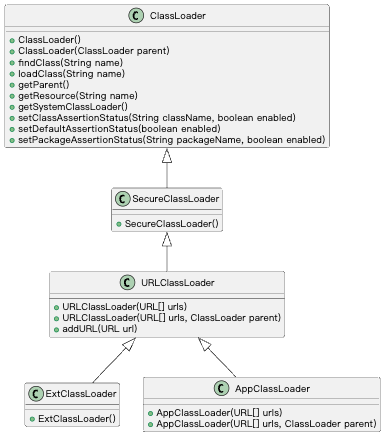 C ClassLoader
ClassLoader()
ClassLoader(ClassLoader parent)
findClass(String name)
loadClass(String name)
getParent()
getResource(String name)
getSystemClassLoader()
setClassAssertionStatus(String className, boolean enabled)
setDefaultAssertionStatus(boolean enabled)
setPackageAssertionStatus(String packageName, boolean enabled)
C SecureClassLoader
SecureClassLoader()
C URLClassLoader
URLClassLoader(URL[] urls)
URLClassLoader(URL[] urls, ClassLoader parent)
addURL(URL url)
C ExtClassLoader
ExtClassLoader()
C AppClassLoader
AppClassLoader(URL[] urls)
AppClassLoader(URL[] urls, ClassLoader parent)